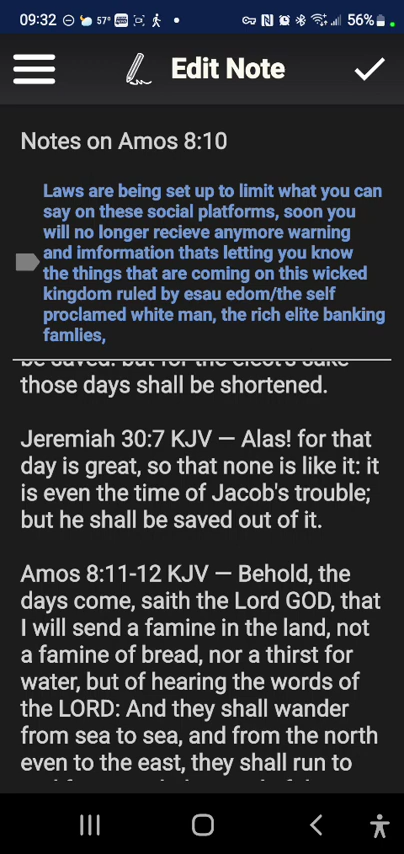 09:32 57° 56%
Edit Note
Notes on Amos 8:10
Laws are being set up to limit what you can
say on these social platforms, soon you
will no longer recieve anymore warning
and imformation thats letting you know
the things that are coming on this wicked
kingdom ruled by esau edom/the self
proclamed white man, the rich elite banking
famlies,
be saved: but for the elect's sake
those days shall be shortened.
Jeremiah 30:7 KJV — Alas! for that
day is great, so that none is like it: it
is even the time of Jacob's trouble;
but he shall be saved out of it.
Amos 8:11-12 KJV — Behold, the
days come, saith the Lord GOD, that
I will send a famine in the land, not
a famine of bread, nor a thirst for
water, but of hearing the words of
the LORD: And they shall wander
from sea to sea, and from the north
even to the east, they shall run to